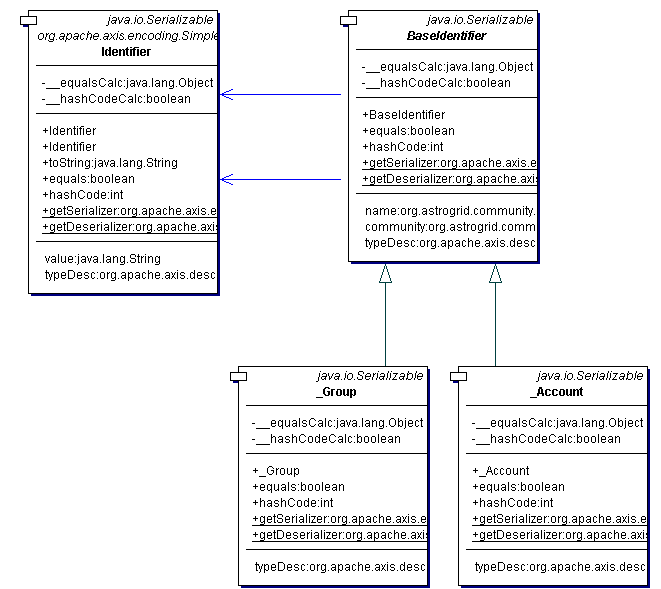 java.io.Serializable
org.apache.axis.encoding.Simple
Identifier
-__equalsCalc:java.lang.Object
-__hashCodeCalc:boolean
+Identifier
+Identifier
+toString:java.lang.String
+equals:boolean
+hashCode:int
+getSerializer:org.apache.axis.e
+getDeserializer:org.apache.axis
value:java.lang.String
typeDesc:org.apache.axis.desc
java.io.Serializable
BaseIdentifier
-__equalsCalc:java.lang.Object
-__hashCodeCalc:boolean
+BaseIdentifier
+equals:boolean
+hashCode:int
+getSerializer:org.apache.axis.e
+getDeserializer:org.apache.axis
name:org.astrogrid.community.
community:org.astrogrid.comm
typeDesc:org.apache.axis.desc
java.io.Serializable
_Group
-__equalsCalc:java.lang.Object
-__hashCodeCalc:boolean
+_Group
+equals:boolean
+hashCode:int
+getSerializer:org.apache.axis.e
+getDeserializer:org.apache.axis
typeDesc:org.apache.axis.desc
java.io.Serializable
_Account
-__equalsCalc:java.lang.Object
-__hashCodeCalc:boolean
+_Account
+equals:boolean
+hashCode:int
+getSerializer:org.apache.axis.e
+getDeserializer:org.apache.axis
typeDesc:org.apache.axis.desc